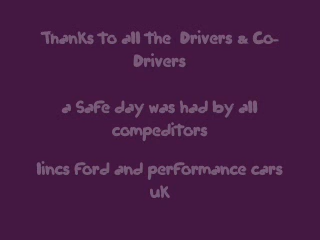 Thanks to all the Drivers & Co-
Drivers
a Safe day was had by all
compeditors
lincs Ford and performance cars
uk